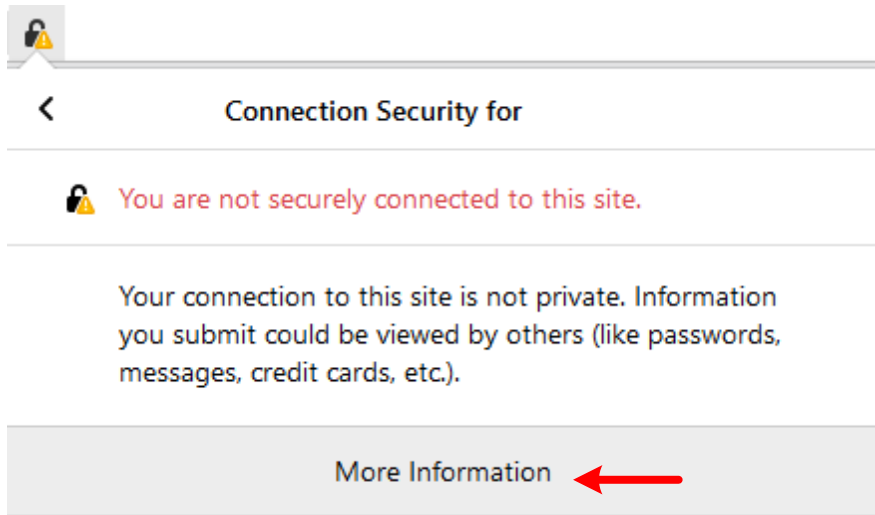 Connection Security for
You are not securely connected to this site.
Your connection to this site is not private. Information
you submit could be viewed by others (like passwords,
messages, credit cards, etc.).
More Information